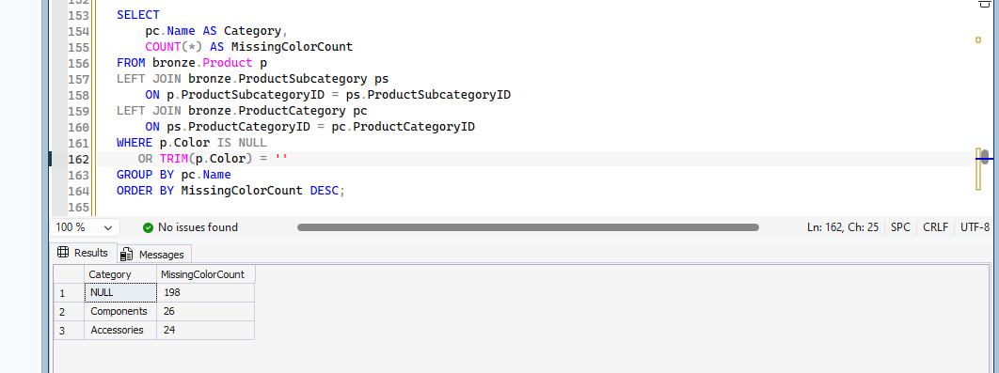 153 SELECT
154 pc.Name AS Category,
155 COUNT(*) AS MissingColorCount
156 FROM bronze.Product p
157 LEFT JOIN bronze.ProductSubcategory ps
158 ON p.ProductSubcategoryID = ps.ProductSubcategoryID
159 LEFT JOIN bronze.ProductCategory pc
160 ON ps.ProductCategoryID = pc.ProductCategoryID
161 WHERE p.Color IS NULL
162 OR TRIM(p.Color) = ''
163 GROUP BY pc.Name
164 ORDER BY MissingColorCount DESC;
165
100 % No issues found Ln: 162, Ch: 25 SPC CRLF UTF-8
Results Messages
Category MissingColorCount
1 NULL 198
2 Components 26
3 Accessories 24